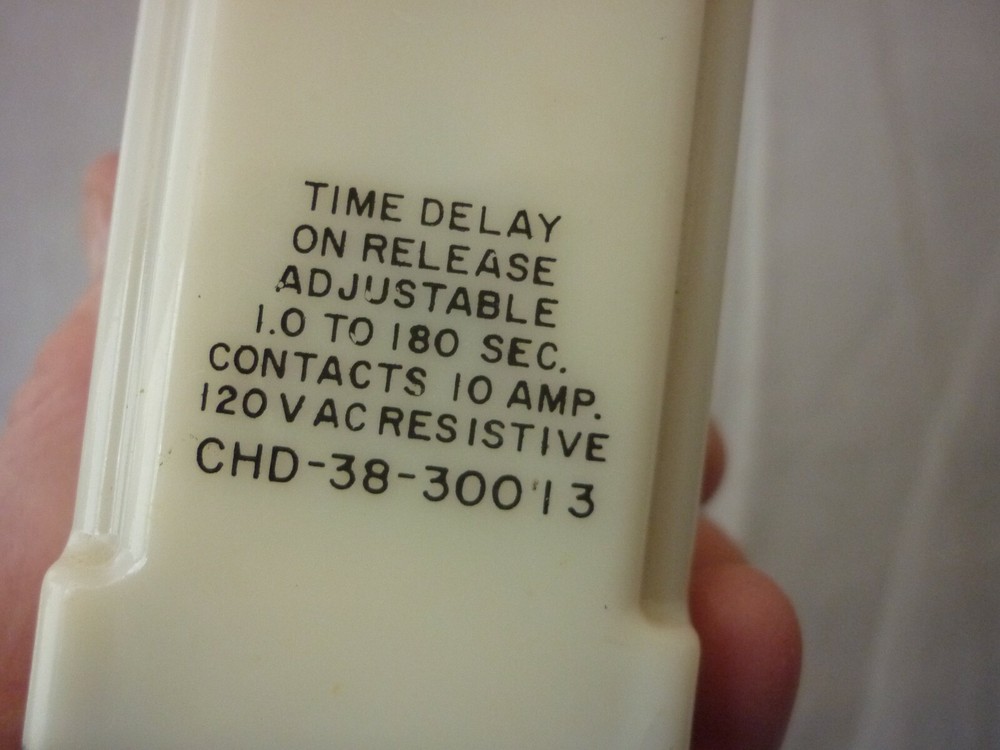 TIME DELAY
ON RELEASE
ADJUSTABLE
1.0 TO 180 SEC.
CONTACTS 10 AMP.
120 VAC RESISTIVE
CHD-38-30013